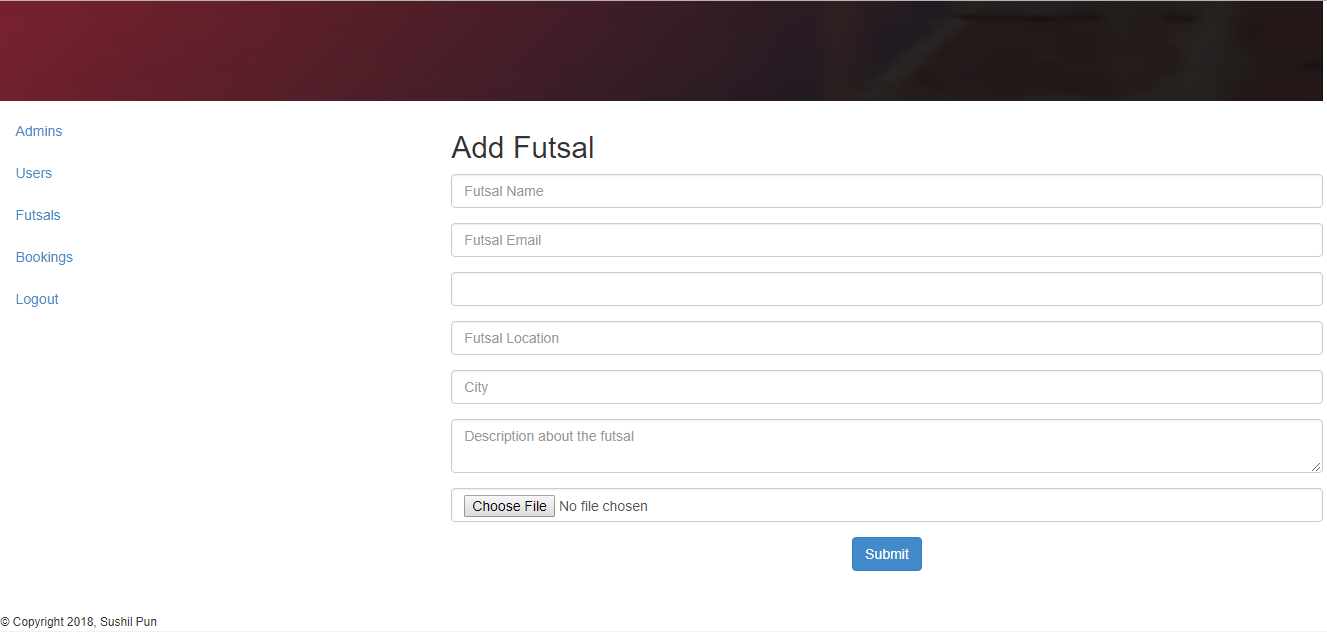 Admins
Users
Futsals
Bookings
Logout
Add Futsal
Futsal Name
Futsal Email
Futsal Location
City
Description about the futsal
Choose File No file chosen
Submit
© Copyright 2018, Sushil Pun